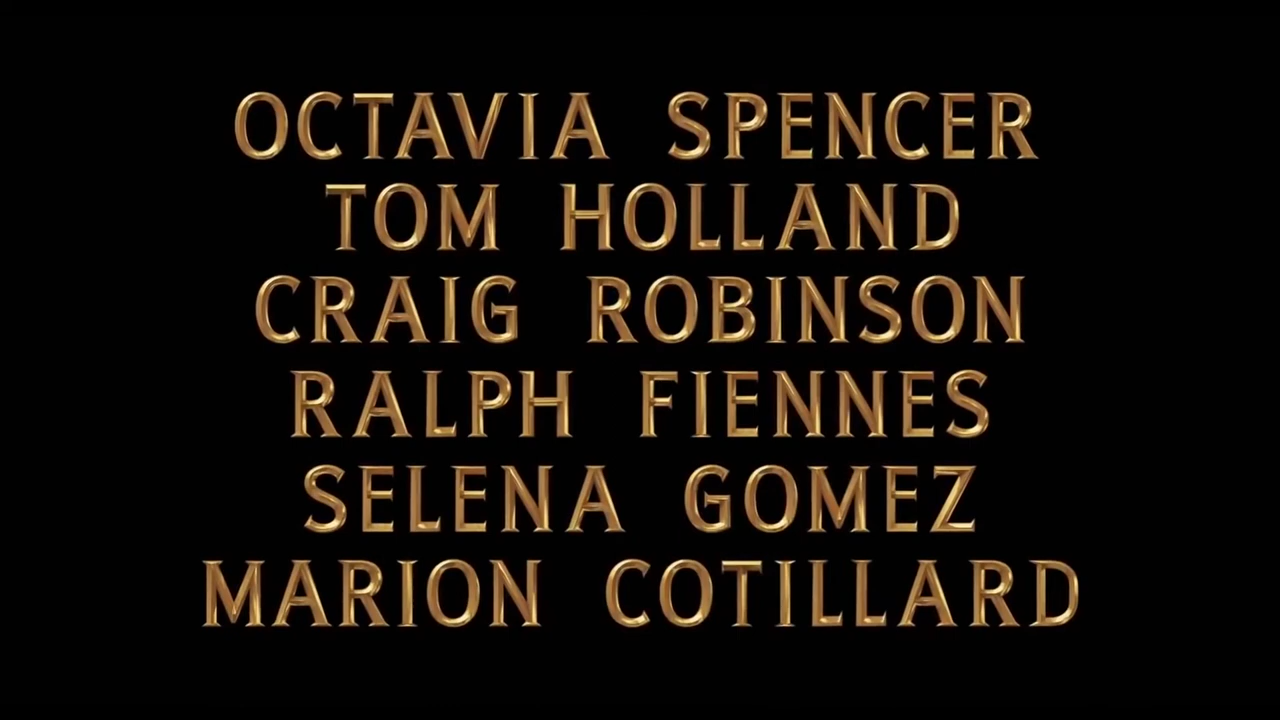 OCTAVIA SPENCER
TOM HOLLAND
CRAIG ROBINSON
RALPH FIENNES
SELENA GOMEZ
MARION COTILLARD